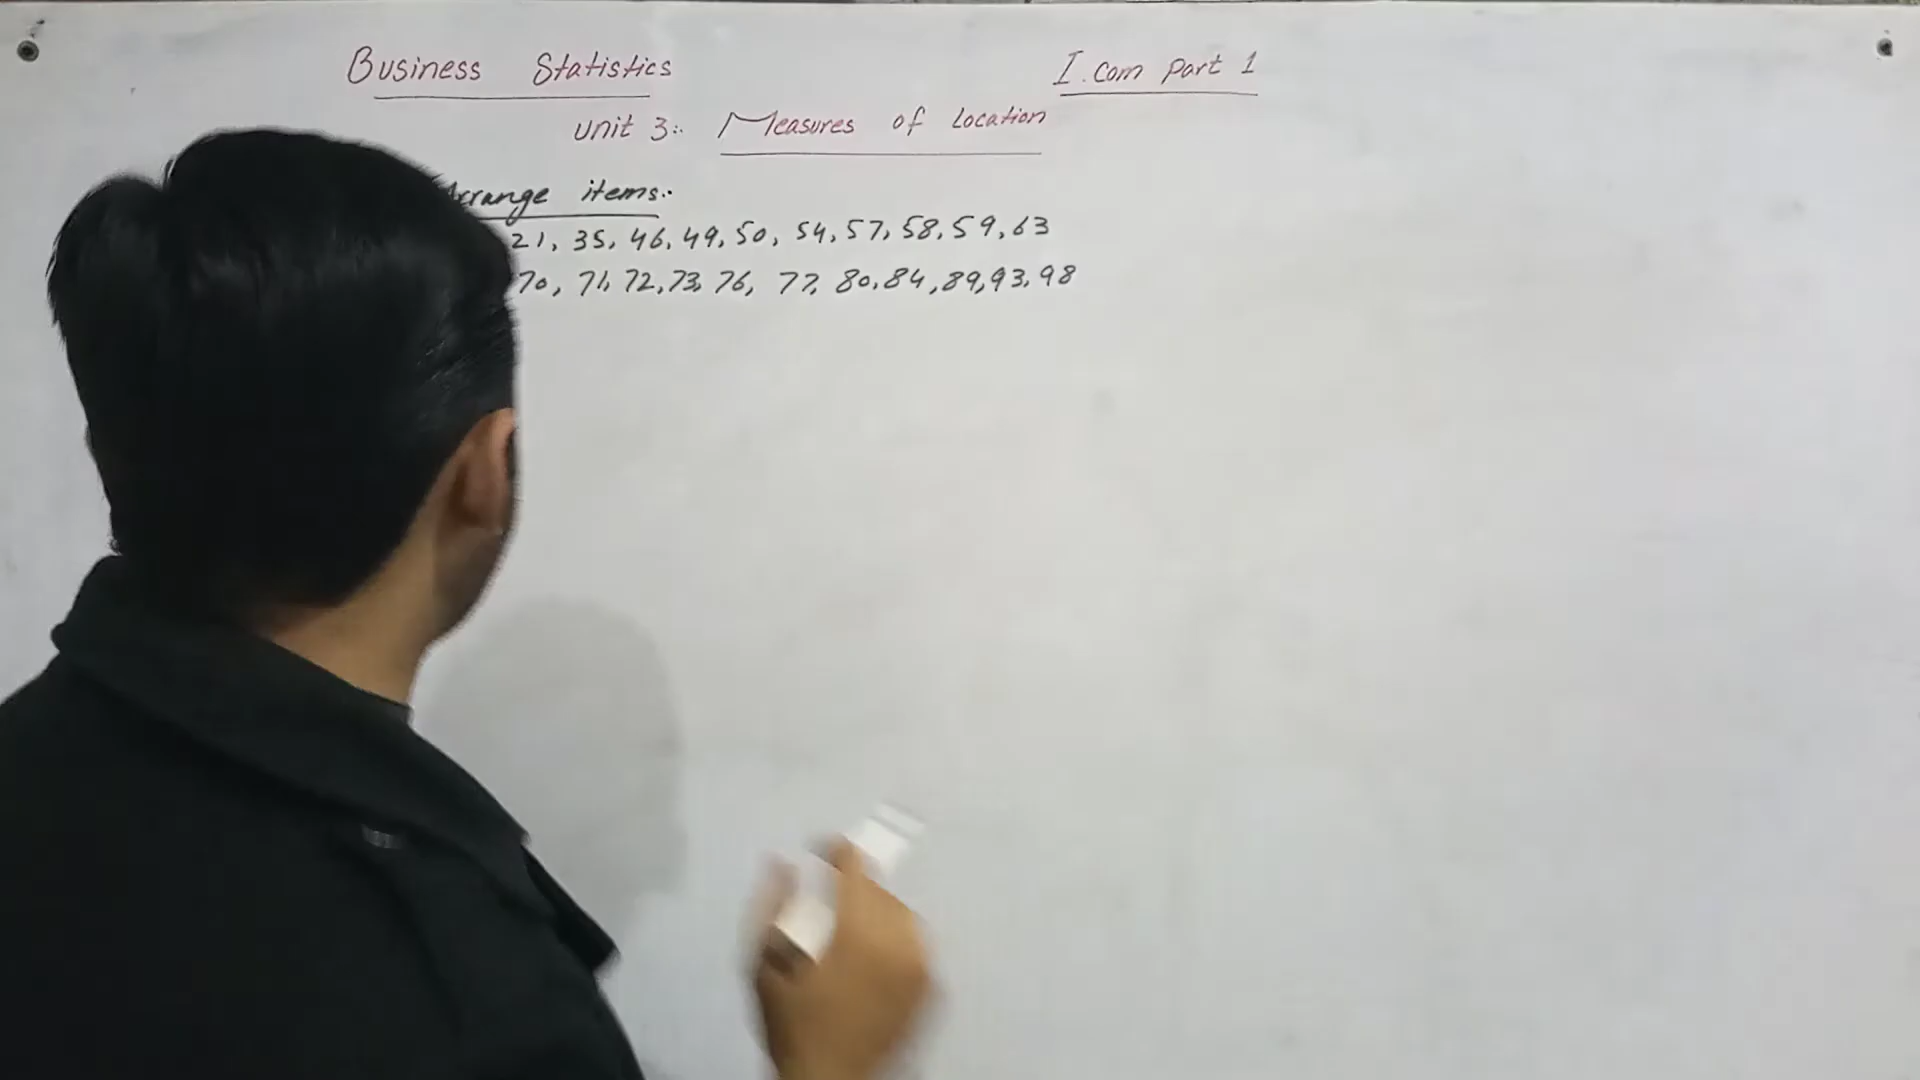 Business Statistics I. Com Part 1
Unit 3:- Measures of Location
Arrange items:-
21, 35, 46, 49, 50, 54, 57, 58, 59, 63
70, 71, 72, 73, 76, 77, 80, 84, 89, 93, 98